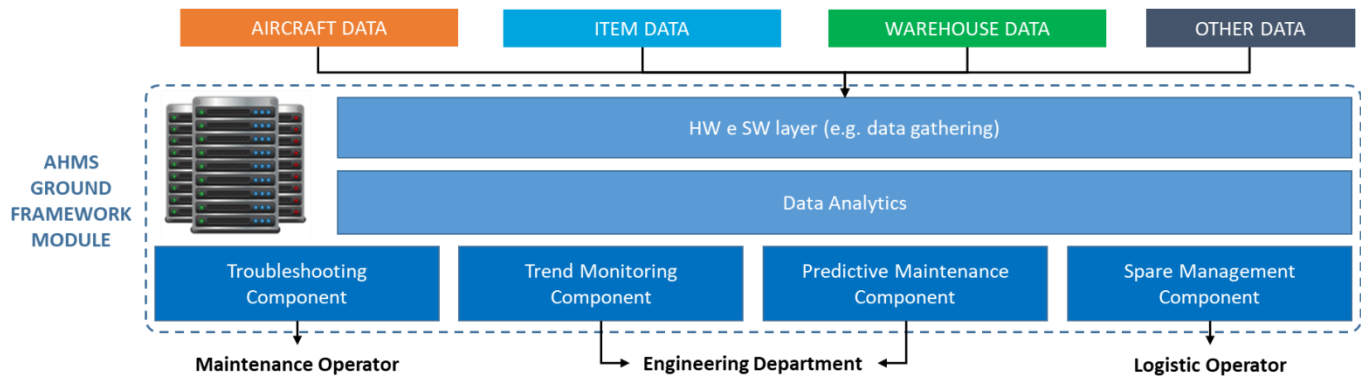 AIRCRAFT DATA
ITEM DATA
WAREHOUSE DATA
OTHER DATA
AHMS
GROUND
FRAMEWORK
MODULE
HW e SW layer (e.g. data gathering)
Data Analytics
Troubleshooting
Component
Trend Monitoring
Component
Predictive Maintenance
Component
Spare Management
Component
Maintenance Operator
Engineering Department
Logistic Operator